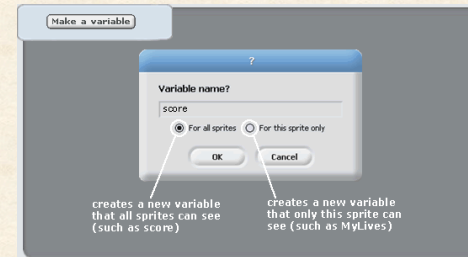 Make a variable
?
Variable name?
score
For all sprites For this sprite only
OK Cancel
creates a new variable
that all sprites can see
(such as score)
creates a new variable
that only this sprite can
see (such as MyLives)